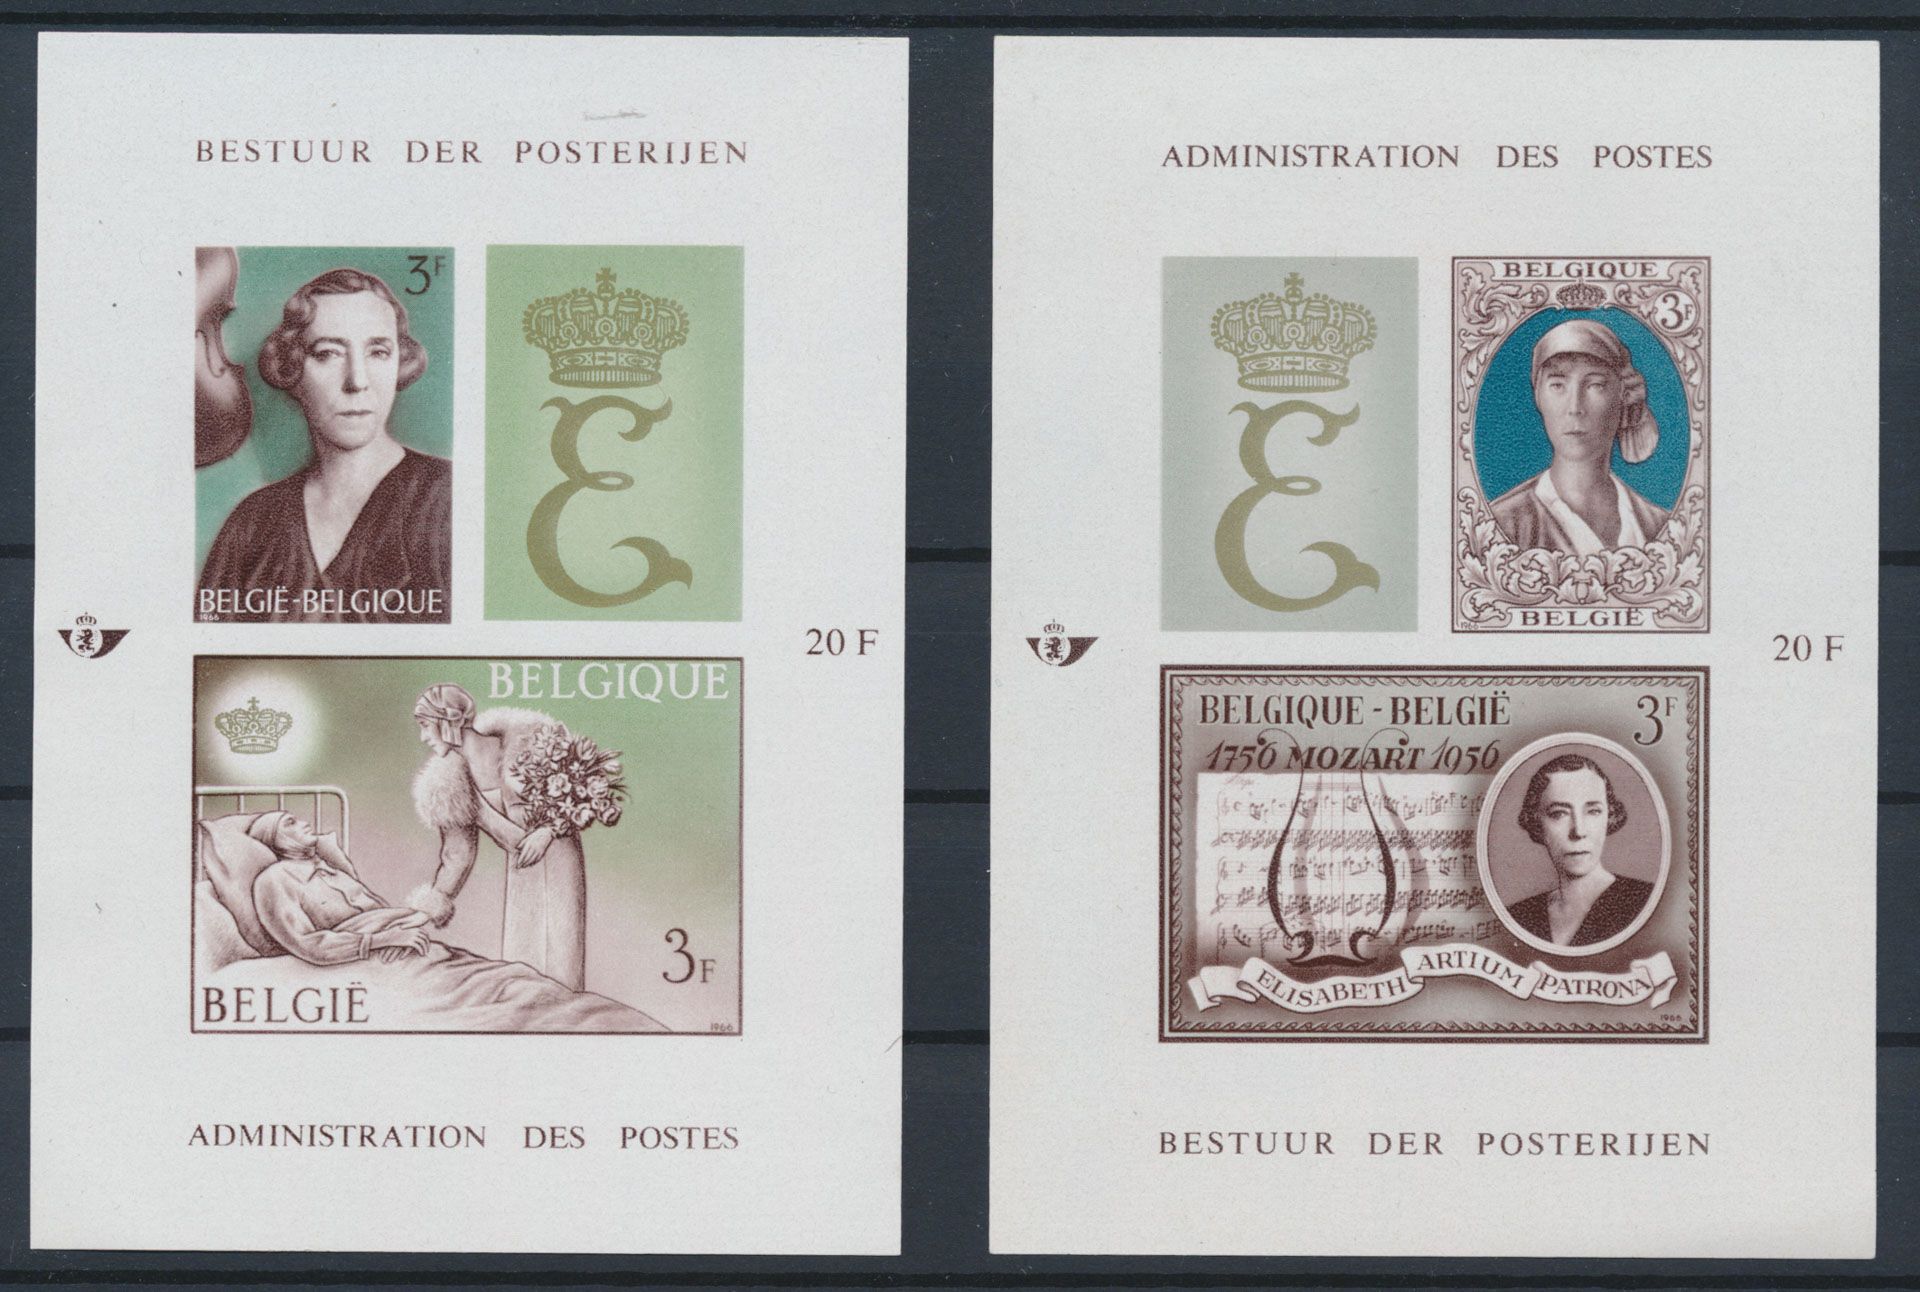 BESTUUR DER POSTERIJEN
3F
BELGIË-BELGIQUE
1966
E
20 F
BELGIQUE
3F
BELGIË
1966
ADMINISTRATION DES POSTES
ADMINISTRATION DES POSTES
E
BELGIQUE
3F
1966
BELGIË
20 F
BELGIQUE - BELGIË
3F
1756 MOZART 1956
ELISABETH ARTIUM PATRONA
1966
BESTUUR DER POSTERIJEN